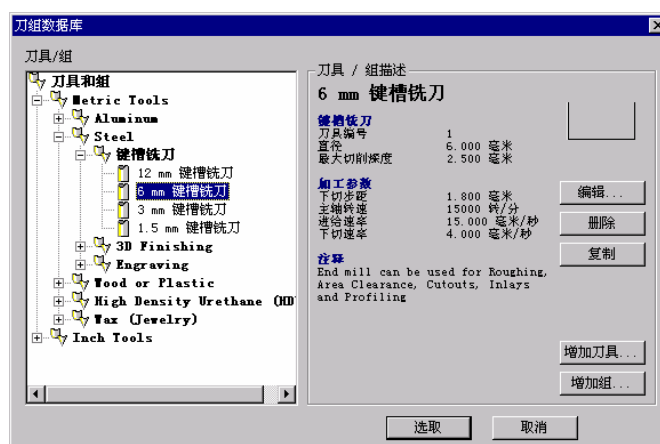 刀组数据库
刀具/组
刀具和组
Metric Tools
Aluminum
Steel
键槽铣刀
12 mm 键槽铣刀
6 mm 键槽铣刀
3 mm 键槽铣刀
1.5 mm 键槽铣刀
3D Finishing
Engraving
Wood or Plastic
High Density Urethane (HD
Wax (Jewelry)
Inch Tools
刀具 / 组描述
6 mm 键槽铣刀
键槽铣刀
刀具编号 1
直径 6.000 毫米
最大切削深度 2.500 毫米
加工参数
下切步距 1.800 毫米
主轴转速 15000 转/分
进给速率 15.000 毫米/秒
下切速率 4.000 毫米/秒
注释
End mill can be used for Roughing,
Area Clearance, Cutouts, Inlays
and Profiling
编辑...
删除
复制
增加刀具...
增加组...
选取
取消